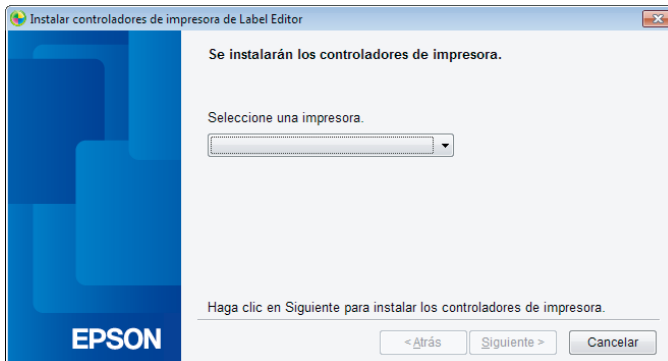 Instalar controladores de impresora de Label Editor
Se instalarán los controladores de impresora.
Seleccione una impresora.
Haga clic en Siguiente para instalar los controladores de impresora.
EPSON
< Atrás
Siguiente >
Cancelar